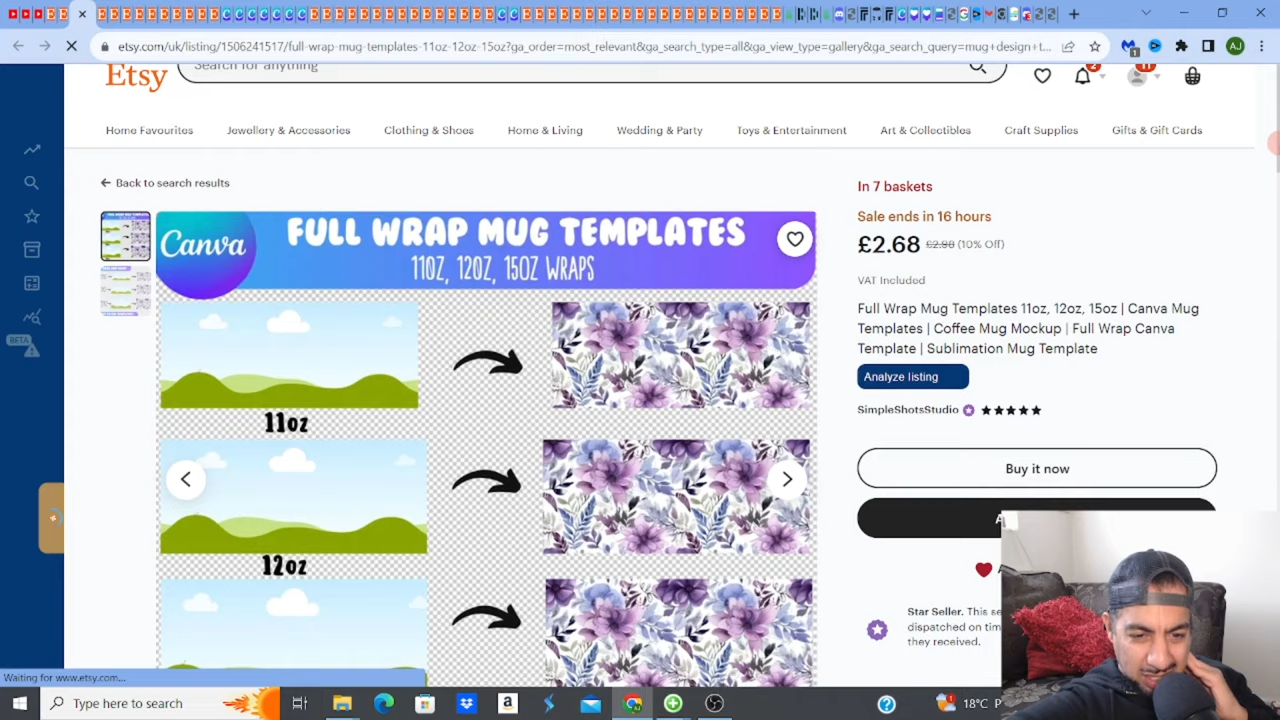 etsy.com/uk/listing/1506241517/full-wrap-mug-templates-11oz-12oz-15oz?ga_order=most_relevant&ga_search_type=all&ga_view_type=gallery&ga_search_query=mug+design+t...
1
AJ
Etsy
Search for anything
2
Home Favourites
Jewellery & Accessories
Clothing & Shoes
Home & Living
Wedding & Party
Toys & Entertainment
Art & Collectibles
Craft Supplies
Gifts & Gift Cards
Back to search results
BETA
Canva
FULL WRAP MUG TEMPLATES
11OZ, 12OZ, 15OZ WRAPS
11oz
12oz
In 7 baskets
Sale ends in 16 hours
£2.68 £2.98 (10% Off)
VAT Included
Full Wrap Mug Templates 11oz, 12oz, 15oz | Canva Mug
Templates | Coffee Mug Mockup | Full Wrap Canva
Template | Sublimation Mug Template
Analyze listing
SimpleShotsStudio
Buy it now
Star Seller. This se
dispatched on tim
they received.
Waiting for www.etsy.com...
Type here to search
1
18°C